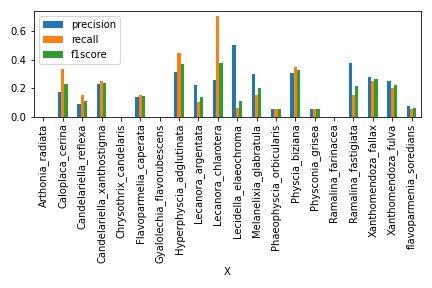 0.6
0.4
0.2
0.0
precision
recall
f1score
Arthonia_radiata
Caloplaca_cerina
Candelariella_reflexa
Candelariella_xanthostigma
Chrysothrix_candelaris
Flavoparmelia_caperata
Gyalolechia_flavorubescens
Hyperphyscia_adglutinata
Lecanora_argentata
Lecanora_chlarotera
Lecidella_elaeochroma
Melanelixia_glabratula
Phaeophyscia_orbicularis
Physcia_biziana
Physconia_grisea
Ramalina_farinacea
Ramalina_fastigiata
Xanthomendoza_fallax
Xanthomendoza_fulva
flavoparmenia_soredians
X